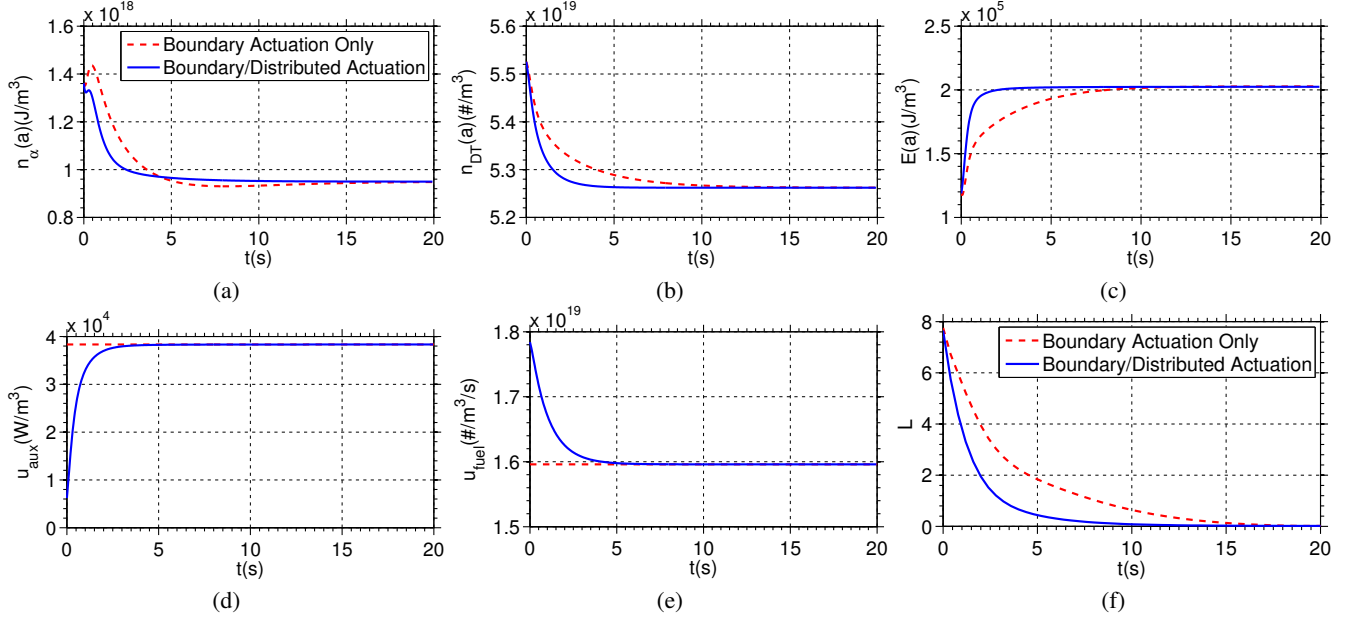 x 10^18
1.6
1.4
1.2
1
0.8
n_α(a)(J/m^3)
Boundary Actuation Only
Boundary/Distributed Actuation
0 5 10 15 20
t(s)
(a)
x 10^19
5.6
5.5
5.4
5.3
5.2
n_DT(a)(#/m^3)
0 5 10 15 20
t(s)
(b)
x 10^5
2.5
2
1.5
1
E(a)(J/m^3)
0 5 10 15 20
t(s)
(c)
x 10^4
4
3
2
1
0
u_aux(W/m^3)
0 5 10 15 20
t(s)
(d)
x 10^19
1.8
1.7
1.6
1.5
u_fuel(#/m^3/s)
0 5 10 15 20
t(s)
(e)
8
6
4
2
0
L
Boundary Actuation Only
Boundary/Distributed Actuation
0 5 10 15 20
t(s)
(f)